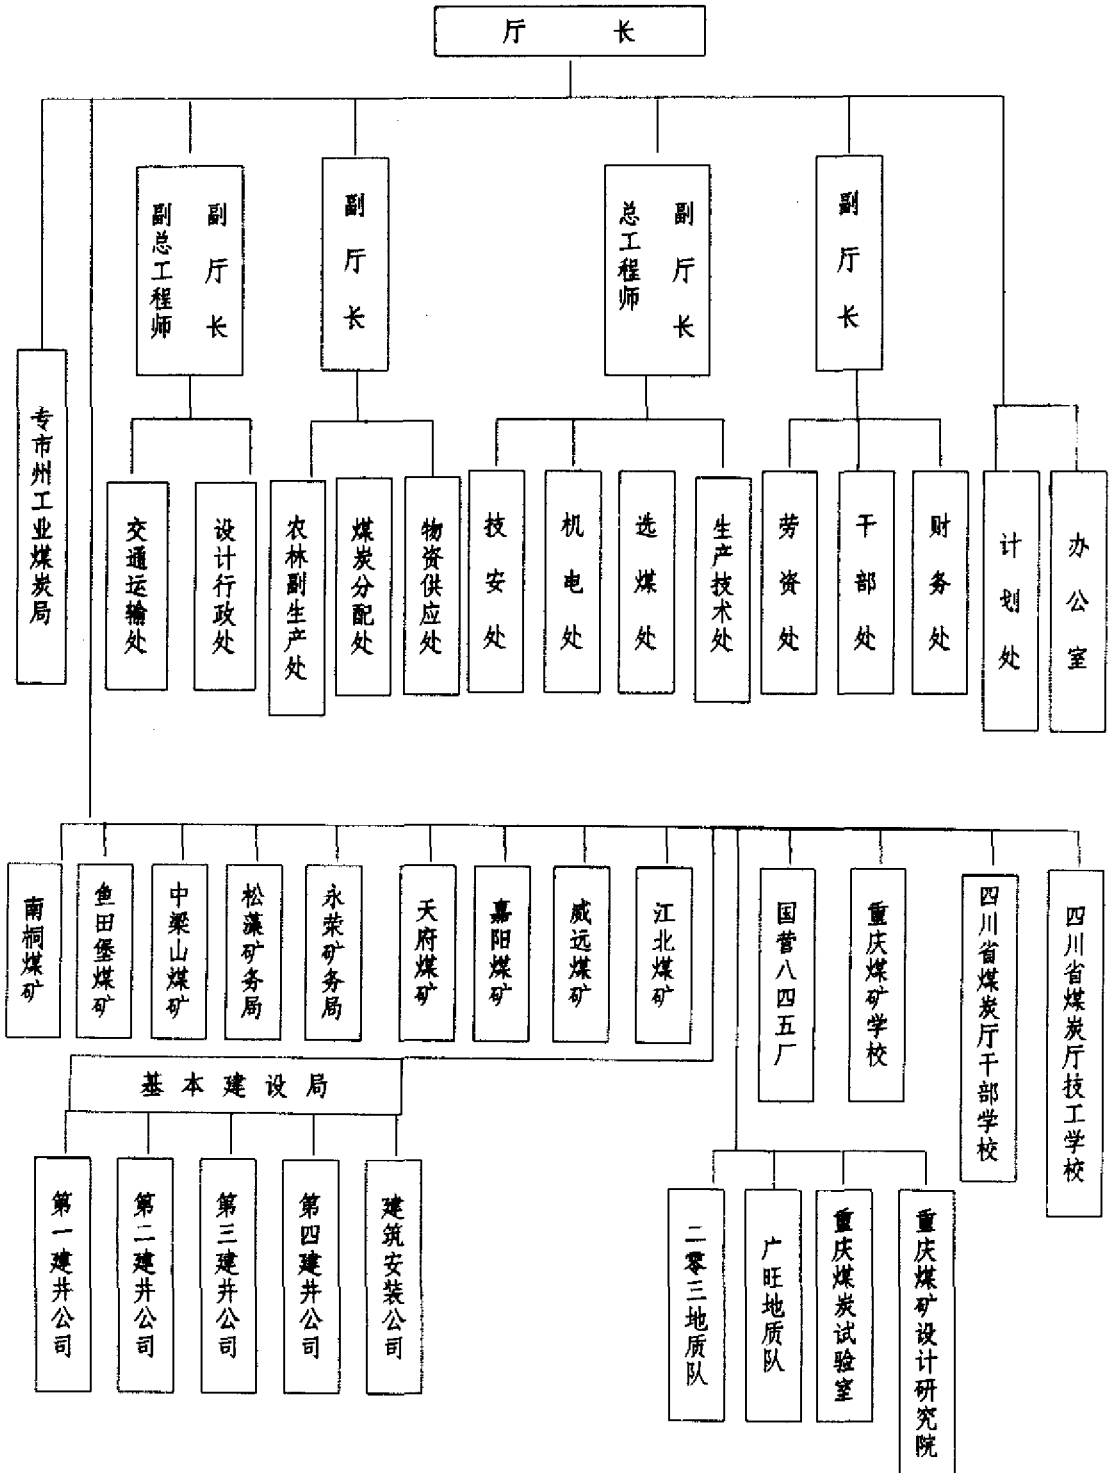 厅长
副总工程师
副厅长
副厅长
总工程师
副厅长
副厅长
专市州工业煤炭局
交通运输处
设计行政处
农林副生产处
煤炭分配处
物资供应处
技安处
机电处
选煤处
生产技术处
劳资处
干部处
财务处
计划处
办公室
南桐煤矿
鱼田堡煤矿
中梁山煤矿
松藻矿务局
永荣矿务局
天府煤矿
嘉阳煤矿
威远煤矿
江北煤矿
国营八四五厂
重庆煤矿学校
四川省煤炭厅干部学校
四川省煤炭厅技工学校
基本建设局
第一建井公司
第二建井公司
第三建井公司
第四建井公司
建筑安装公司
二零三地质队
广旺地质队
重庆煤炭试验室
重庆煤矿设计研究院